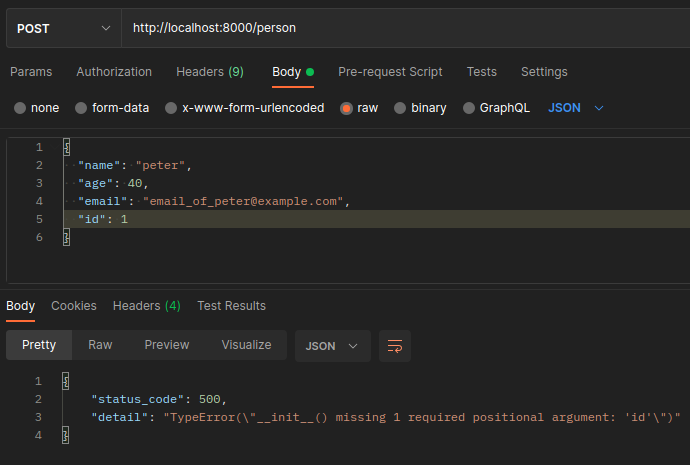 POST http://localhost:8000/person
Params Authorization Headers (9) Body Pre-request Script Tests Settings
none form-data x-www-form-urlencoded raw binary GraphQL JSON
1 {
2 "name": "peter",
3 "age": 40,
4 "email": "email_of_peter@example.com",
5 "id": 1
6 }
Body Cookies Headers (4) Test Results
Pretty Raw Preview Visualize JSON
1 {
2 "status_code": 500,
3 "detail": "TypeError(\"__init__() missing 1 required positional argument: 'id'\")"
4 }